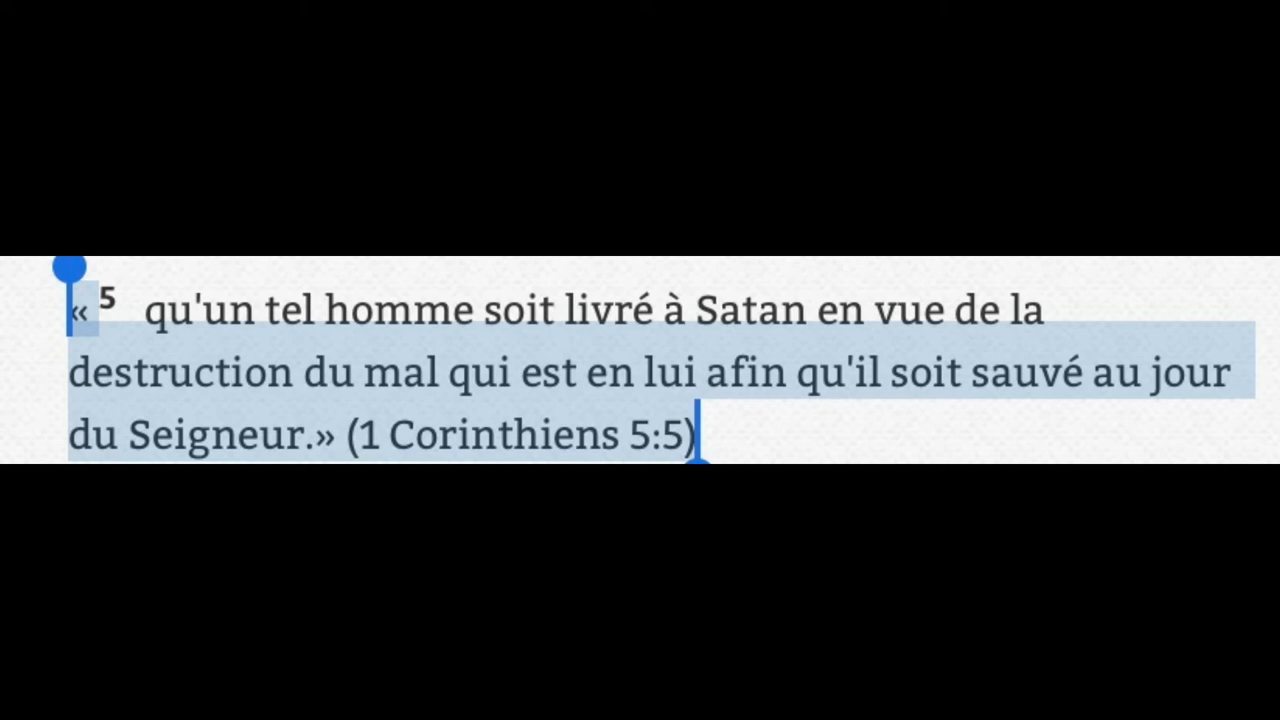 « 5 qu'un tel homme soit livré à Satan en vue de la
destruction du mal qui est en lui afin qu'il soit sauvé au jour
du Seigneur.» (1 Corinthiens 5:5)